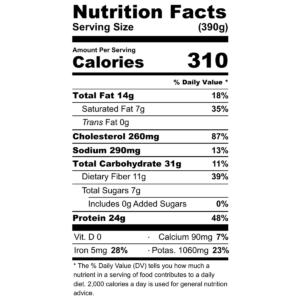 Nutrition Facts
Serving Size (390g)
Amount Per Serving
Calories 310
% Daily Value *
Total Fat 14g 18%
Saturated Fat 7g 35%
Trans Fat 0g
Cholesterol 260mg 87%
Sodium 290mg 13%
Total Carbohydrate 31g 11%
Dietary Fiber 11g 39%
Total Sugars 7g
Includes 0g Added Sugars 0%
Protein 24g 48%
Vit. D 0 · Calcium 90mg 7%
Iron 5mg 28% · Potas. 1060mg 23%
* The % Daily Value (DV) tells you how much a
nutrient in a serving of food contributes to a daily
diet. 2,000 calories a day is used for general nutrition
advice.